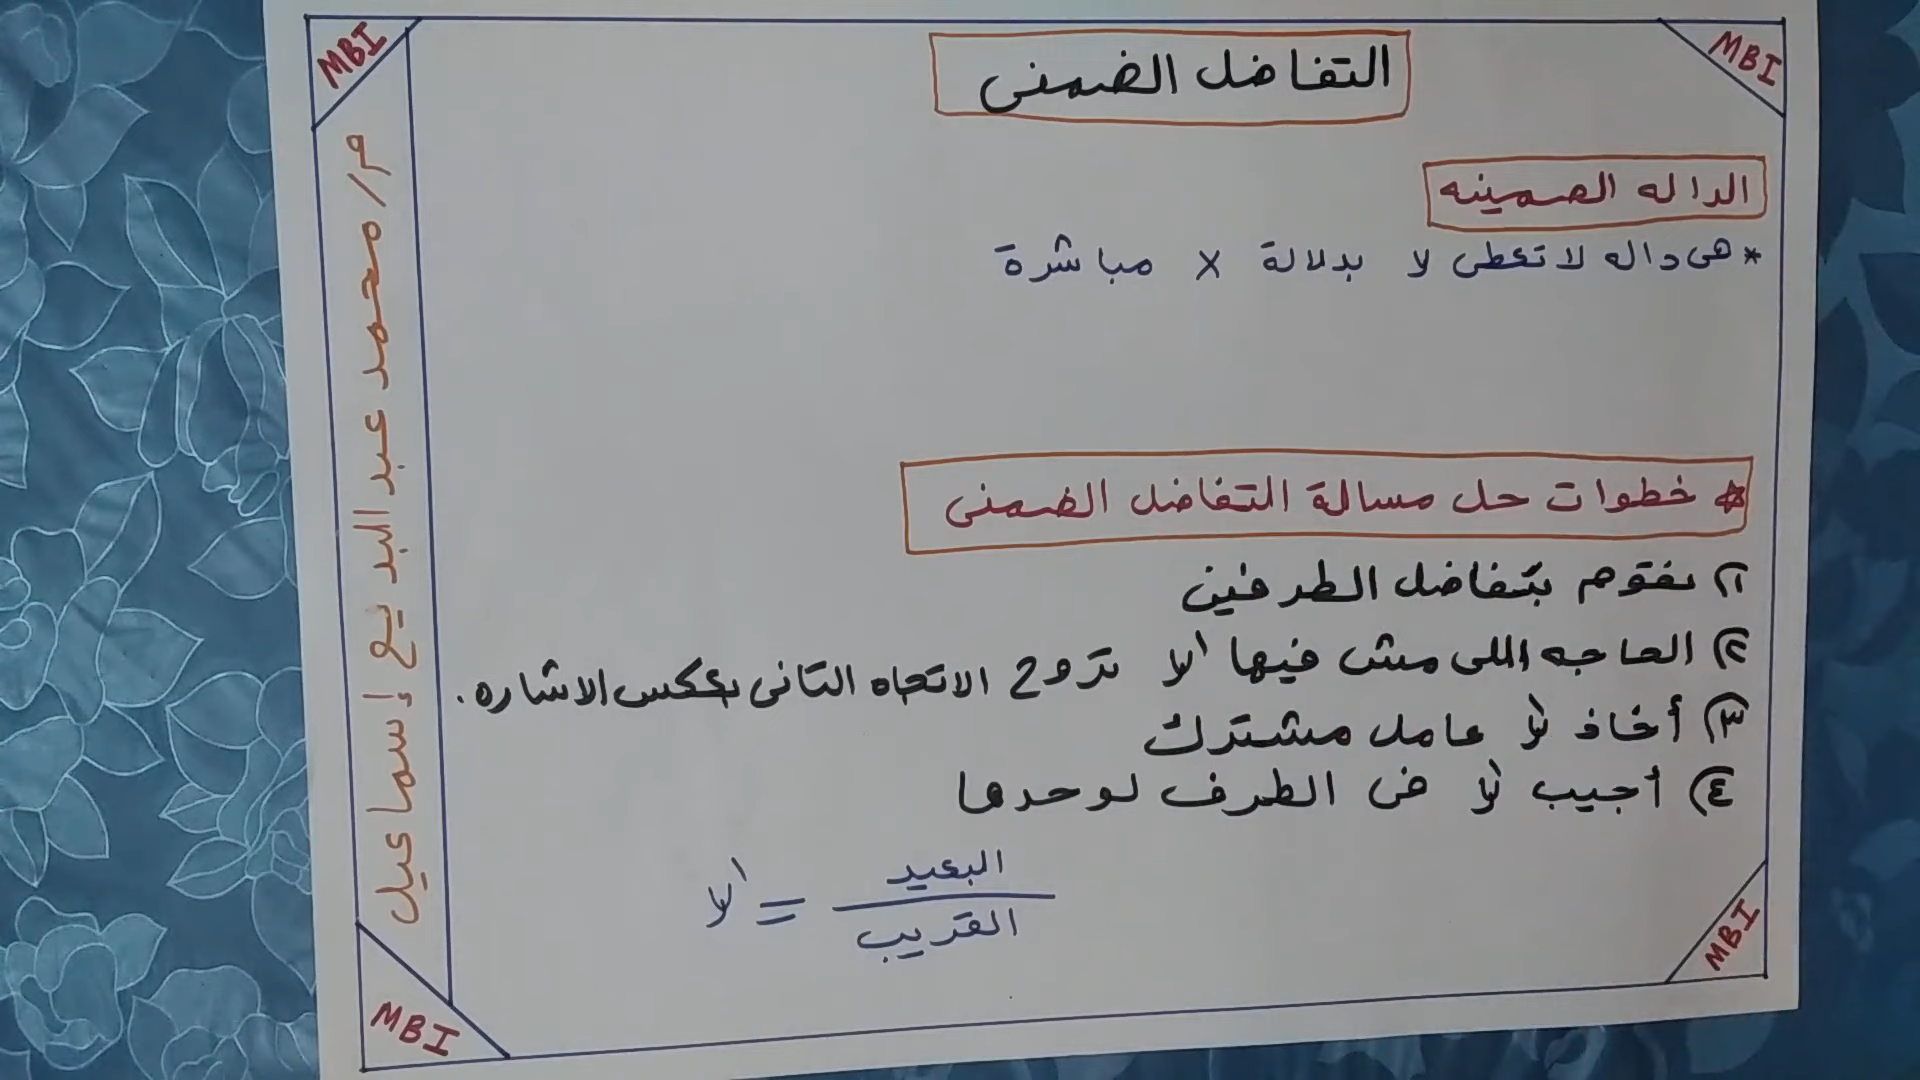 MBI
MBI
التفاضل الضمنى
الداله الصمينه
* هى داله لا تعطى y بدلالة x مباشرة
* خطوات حل مسالة التفاضل الضمنى
١) نقوم بتفاضل الطرفين
٢) الحاجه اللى مش فيها y' تروح الاتجاه التانى بعكس الاشاره.
٣) أخاد y' عامل مشترك
٤) أجيب y' فى الطرف لوحدها
y' = البعيد / القريب
م/محمد عبد البديع إسماعيل
MBI
MBI